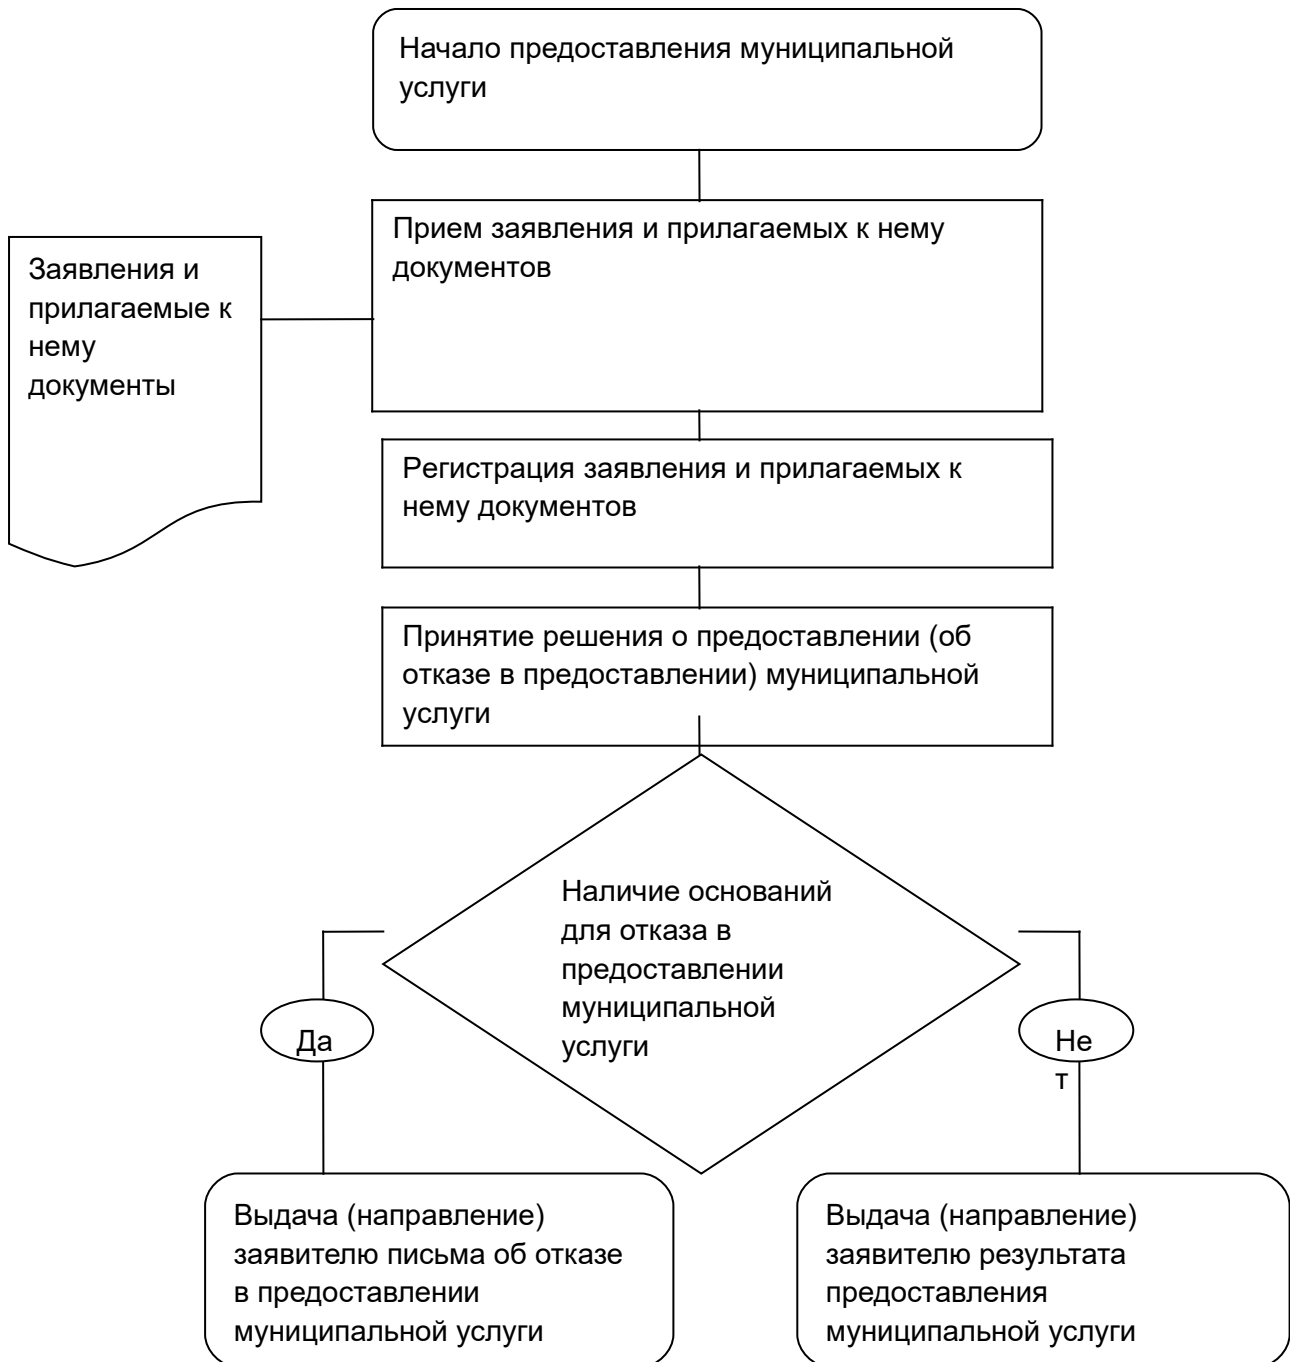 Начало предоставления муниципальной
услуги
Прием заявления и прилагаемых к нему
документов
Заявления и
прилагаемые к
нему
документы
Регистрация заявления и прилагаемых к
нему документов
Принятие решения о предоставлении (об
отказе в предоставлении) муниципальной
услуги
Наличие оснований
для отказа в
предоставлении
муниципальной
услуги
Да
Не
т
Выдача (направление)
заявителю письма об отказе
в предоставлении
муниципальной услуги
Выдача (направление)
заявителю результата
предоставления
муниципальной услуги